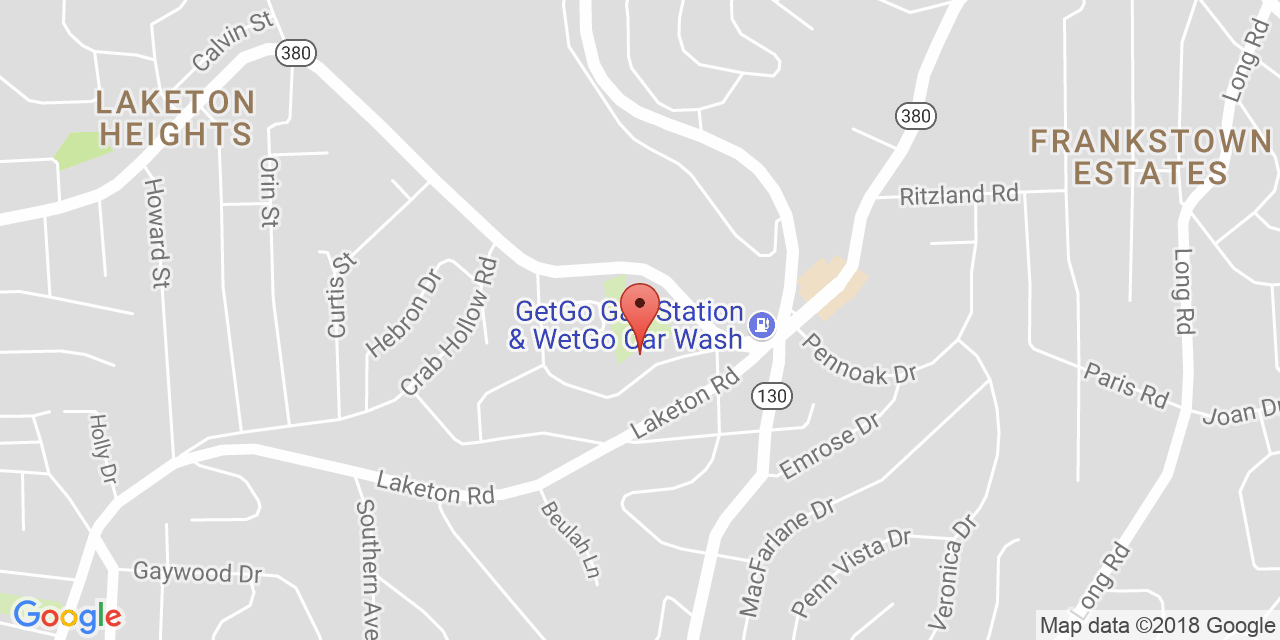 Calvin St
380
LAKETON
HEIGHTS
380
Long Rd
FRANKSTOWN
ESTATES
Ritzland Rd
Orin St
Howard St
Curtis St
Hebron Dr
Crab Hollow Rd
Long Rd
GetGo Gas Station
& WetGo Car Wash
Pennoak Dr
Paris Rd
Joan Dr
130
Laketon Rd
Emrose Dr
Holly Dr
Laketon Rd
Southern Ave
Beulah Ln
MacFarlane Dr
Penn Vista Dr
Veronica Dr
Long Rd
Gaywood Dr
Google
Map data ©2018 Google